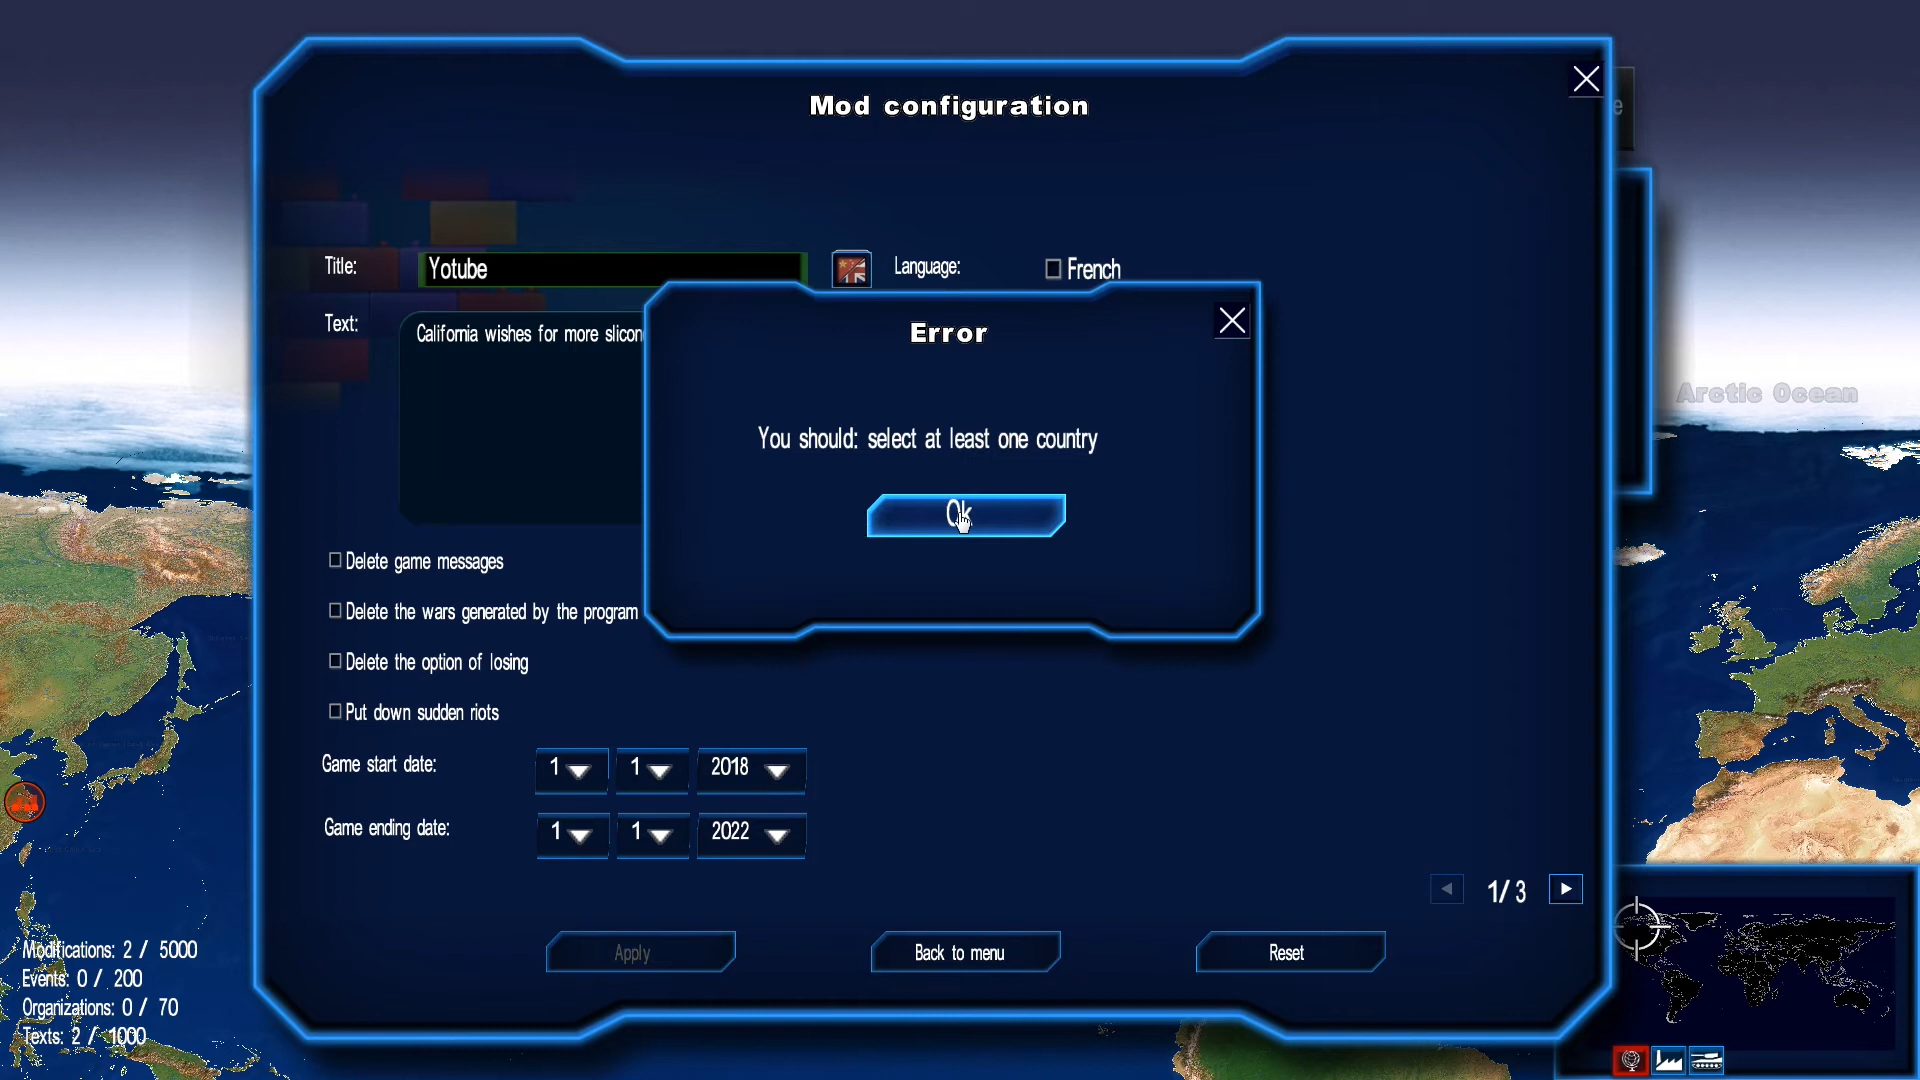 Mod configuration
e
Title:
Yotube
Language:
French
Text:
California wishes for more slicon
Error
You should: select at least one country
Ok
Arctic Ocean
Delete game messages
Delete the wars generated by the program
Delete the option of losing
Put down sudden riots
Game start date:
1
1
2018
Game ending date:
1
1
2022
1/ 3
Apply
Back to menu
Reset
Modifications: 2 / 5000
Events: 0 / 200
Organizations: 0 / 70
Texts: 2 / 1000